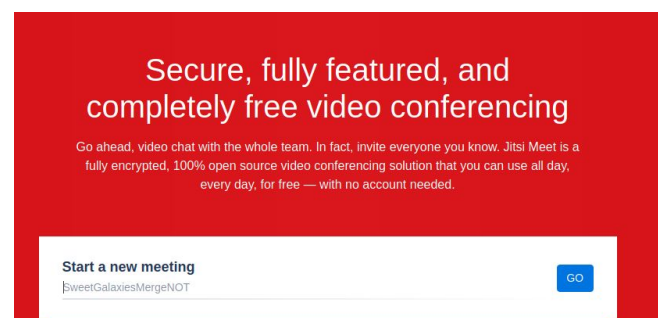 Secure, fully featured, and
completely free video conferencing
Go ahead, video chat with the whole team. In fact, invite everyone you know. Jitsi Meet is a
fully encrypted, 100% open source video conferencing solution that you can use all day,
every day, for free — with no account needed.
Start a new meeting
SweetGalaxiesMergeNOT
GO